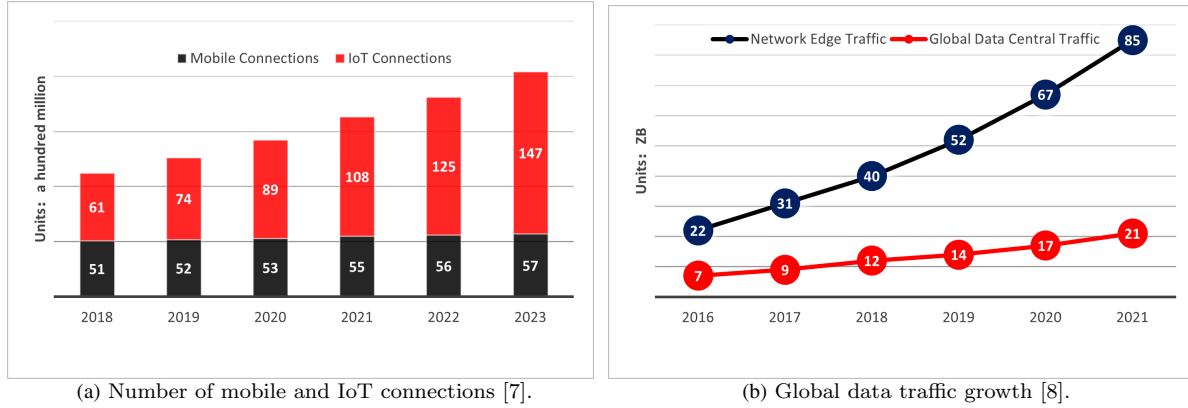 Mobile Connections IoT Connections
Units: a hundred million
61 74 89 108 125 147
51 52 53 55 56 57
2018 2019 2020 2021 2022 2023
(a) Number of mobile and IoT connections [7].
Network Edge Traffic Global Data Central Traffic
Units: ZB
22 31 40 52 67 85
7 9 12 14 17 21
2016 2017 2018 2019 2020 2021
(b) Global data traffic growth [8].